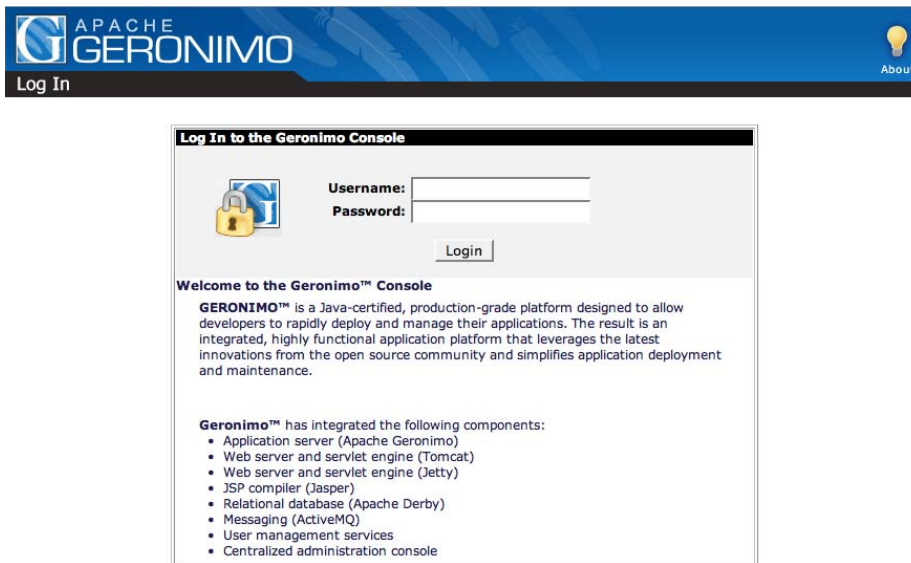 APACHE
GERONIMO
Log In
Log In to the Geronimo Console
Username:
Password:
Login
Welcome to the Geronimo™ Console
GERONIMO™ is a Java-certified, production-grade platform designed to allow
developers to rapidly deploy and manage their applications. The result is an
integrated, highly functional application platform that leverages the latest
innovations from the open source community and simplifies application deployment
and maintenance.
Geronimo™ has integrated the following components:
• Application server (Apache Geronimo)
• Web server and servlet engine (Tomcat)
• Web server and servlet engine (Jetty)
• JSP compiler (Jasper)
• Relational database (Apache Derby)
• Messaging (ActiveMQ)
• User management services
• Centralized administration console